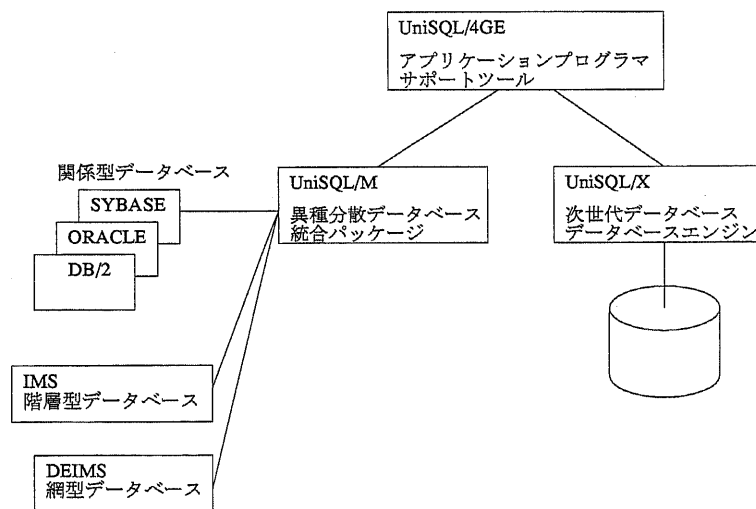 UniSQL/4GE
アプリケーションプログラマ
サポートツール
関係型データベース
SYBASE
ORACLE
DB/2
UniSQL/M
異種分散データベース
統合パッケージ
UniSQL/X
次世代データベース
データベースエンジン
IMS
階層型データベース
DEIMS
網型データベース